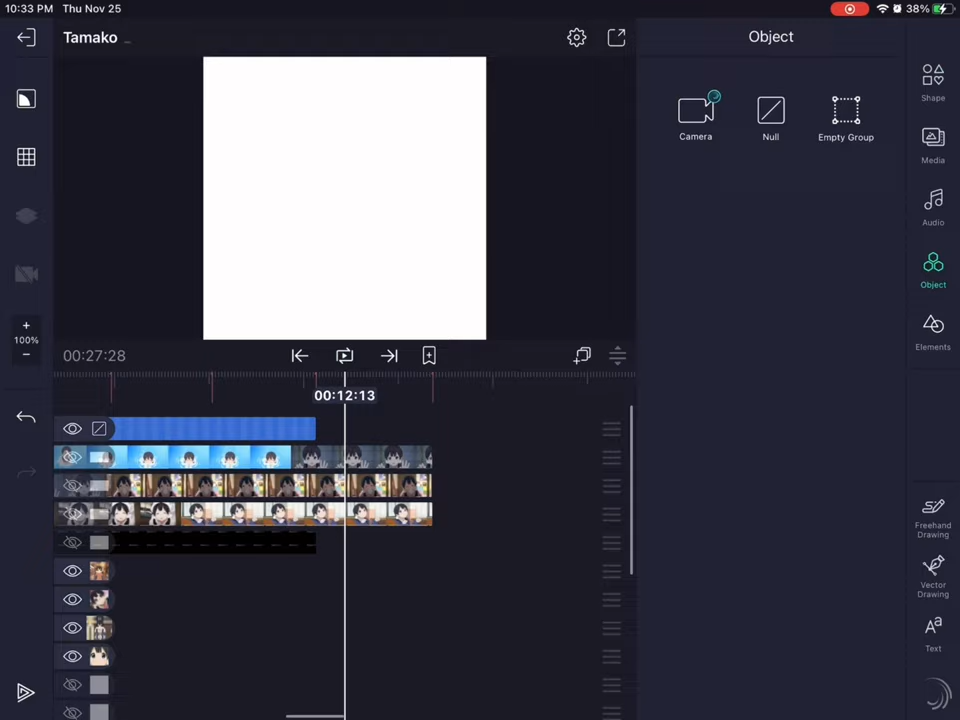 10:33 PM Thu Nov 25
38%
Tamako
Object
Camera
Null
Empty Group
Shape
Media
Audio
Object
Elements
+
100%
−
00:27:28
00:12:13
Freehand
Drawing
Vector
Drawing
Aa
Text